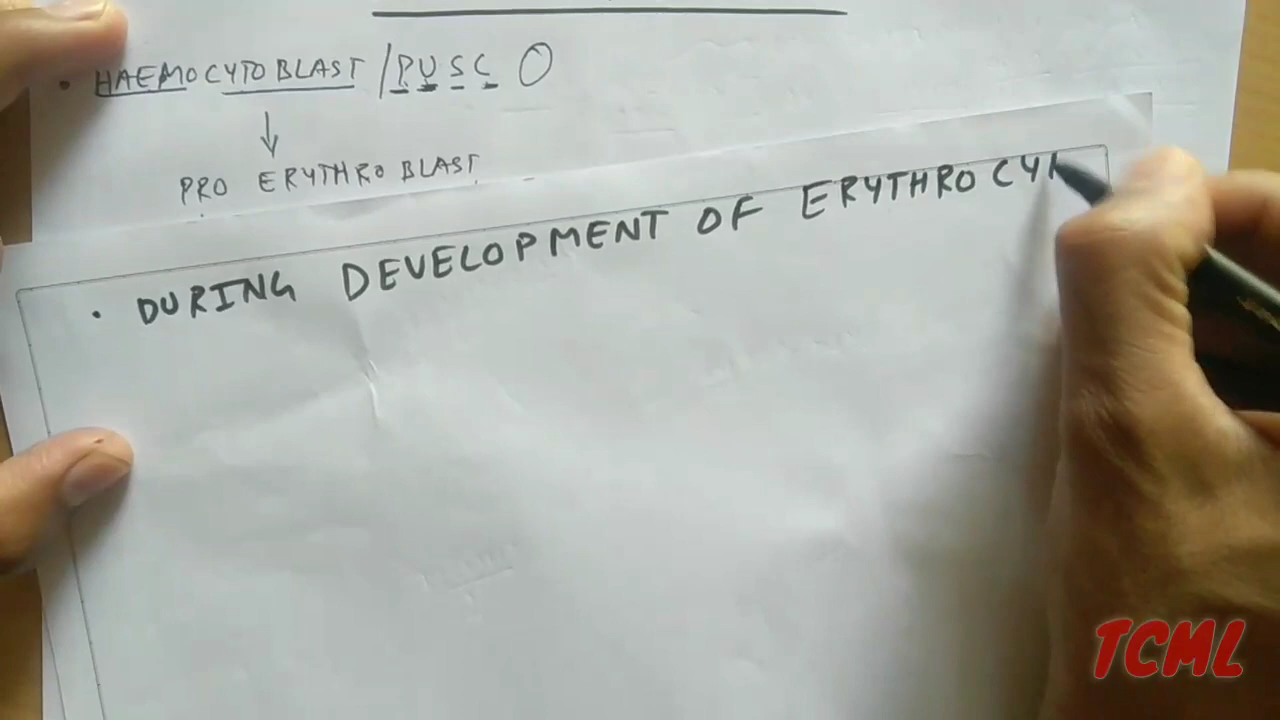 • HAEMOCYTOBLAST / PUSC
↓
PRO ERYTHROBLAST
• DURING DEVELOPMENT OF ERYTHROCY
TCML